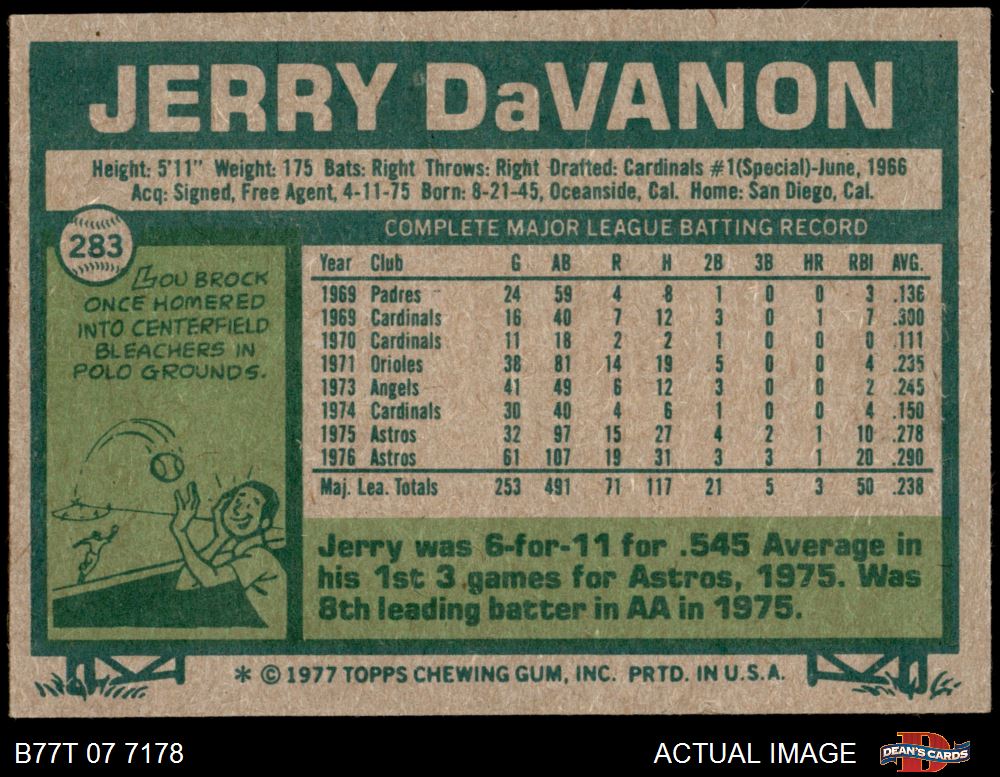 JERRY DaVANON
Height: 5'11" Weight: 175 Bats: Right Throws: Right Drafted: Cardinals #1(Special)-June, 1966
Acq: Signed, Free Agent, 4-11-75 Born: 8-21-45, Oceanside, Cal. Home: San Diego, Cal.
283
LOU BROCK
ONCE HOMERED
INTO CENTERFIELD
BLEACHERS IN
POLO GROUNDS.
COMPLETE MAJOR LEAGUE BATTING RECORD
Year Club G AB R H 2B 3B HR RBI AVG.
1969 Padres 24 59 4 8 1 0 0 3 .136
1969 Cardinals 16 40 7 12 3 0 1 7 .300
1970 Cardinals 11 18 2 2 1 0 0 0 .111
1971 Orioles 38 81 14 19 5 0 0 4 .235
1973 Angels 41 49 6 12 3 0 0 2 .245
1974 Cardinals 30 40 4 6 1 0 0 4 .150
1975 Astros 32 97 15 27 4 2 1 10 .278
1976 Astros 61 107 19 31 3 3 1 20 .290
Maj. Lea. Totals 253 491 71 117 21 5 3 50 .238
Jerry was 6-for-11 for .545 Average in
his 1st 3 games for Astros, 1975. Was
8th leading batter in AA in 1975.
* © 1977 TOPPS CHEWING GUM, INC. PRTD. IN U.S.A.
B77T 07 7178
ACTUAL IMAGE
DEAN'S CARDS